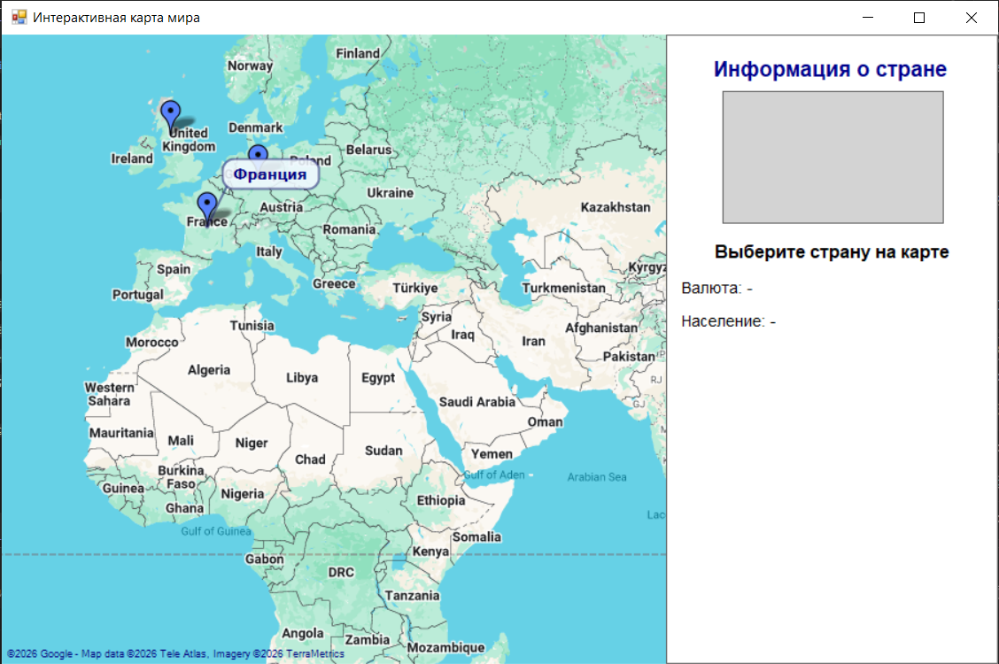 Интерактивная карта мира
Finland
Norway
United
Kingdom
Denmark
Ireland
Belarus
Poland
Франция
Ukraine
Austria
Kazakhstan
France
Romania
Italy
Spain
Kyrgyz
Greece
Türkiye
Turkmenistan
Portugal
Syria
Tunisia
Afghanistan
Iraq
Iran
Morocco
Pakistan
Algeria
Libya
Egypt
RJ
Western
Sahara
Saudi Arabia
GJ
Oman
Mauritania
Mali
Niger
Sudan
Yemen
Chad
Burkina
Faso
Gulf of Aden
Arabian Sea
Guinea
Nigeria
Ethiopia
Ghana
Lac
Gulf of Guinea
Somalia
Kenya
Gabon
DRC
Tanzania
Angola
Zambia
Mozambique
©2026 Google - Map data ©2026 Tele Atlas, Imagery ©2026 TerraMetrics
Информация о стране
Выберите страну на карте
Валюта: -
Население: -